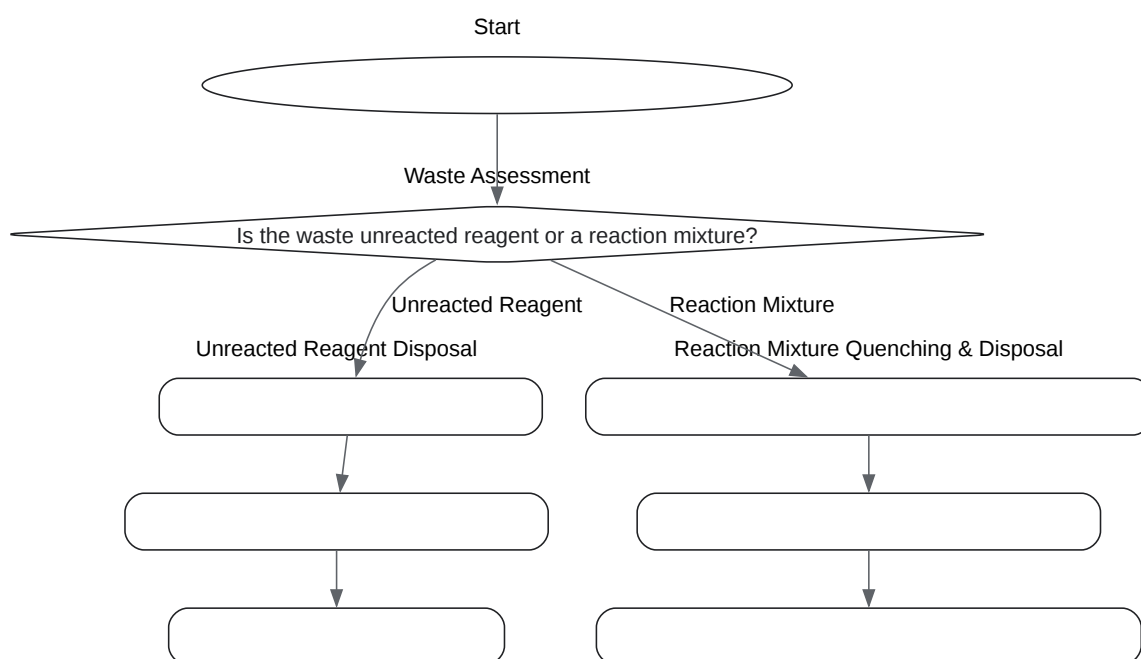 Start
Waste Assessment
Is the waste unreacted reagent or a reaction mixture?
Unreacted Reagent
Reaction Mixture
Unreacted Reagent Disposal
Reaction Mixture Quenching & Disposal